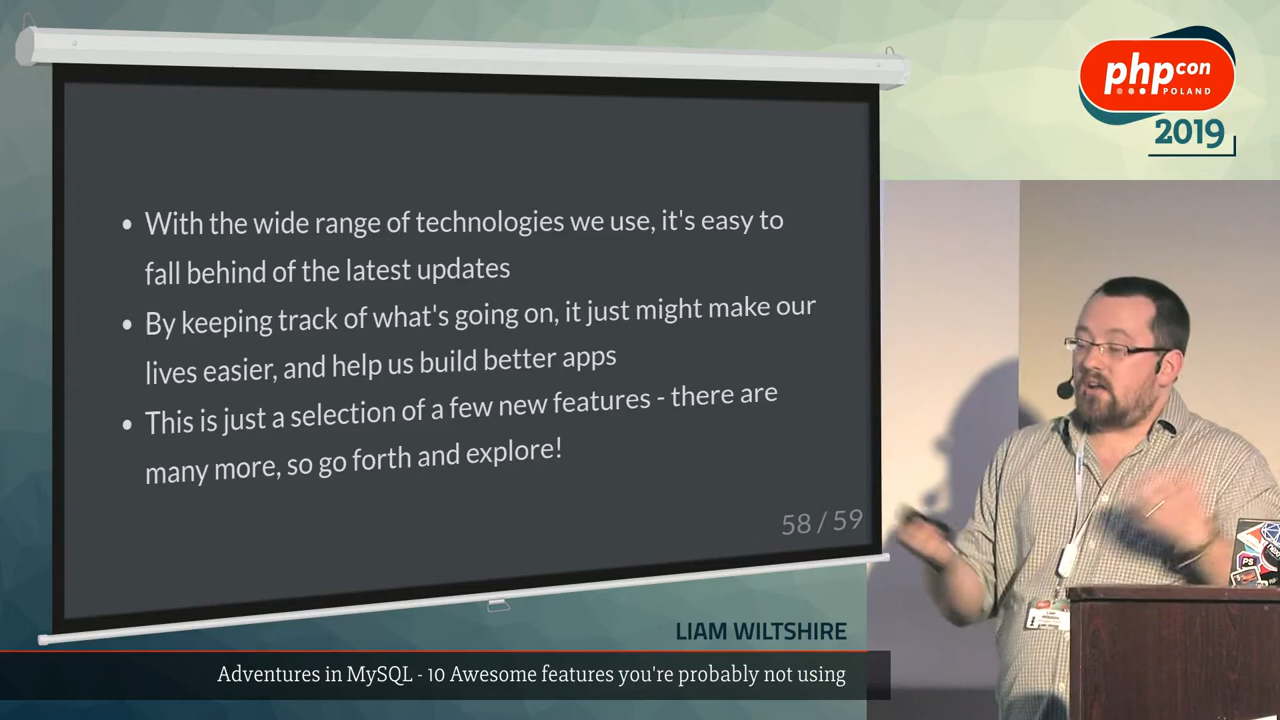 php con
POLAND
2019
• With the wide range of technologies we use, it's easy to
fall behind of the latest updates
• By keeping track of what's going on, it just might make our
lives easier, and help us build better apps
• This is just a selection of a few new features - there are
many more, so go forth and explore!
58 / 59
LIAM WILTSHIRE
Adventures in MySQL - 10 Awesome features you're probably not using